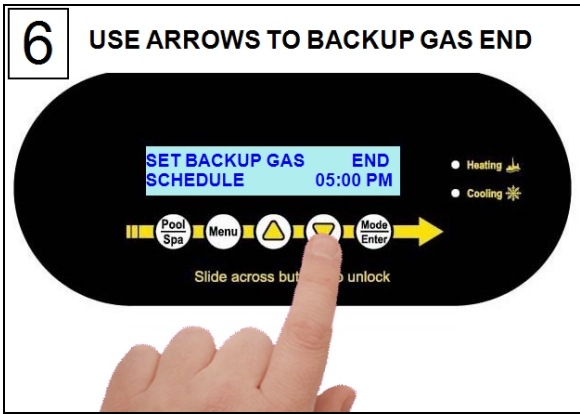 6
USE ARROWS TO BACKUP GAS END
SET BACKUP GAS END
SCHEDULE 05:00 PM
Heating
Cooling
Pool
Spa
Menu
Mode
Enter
Slide across but o unlock